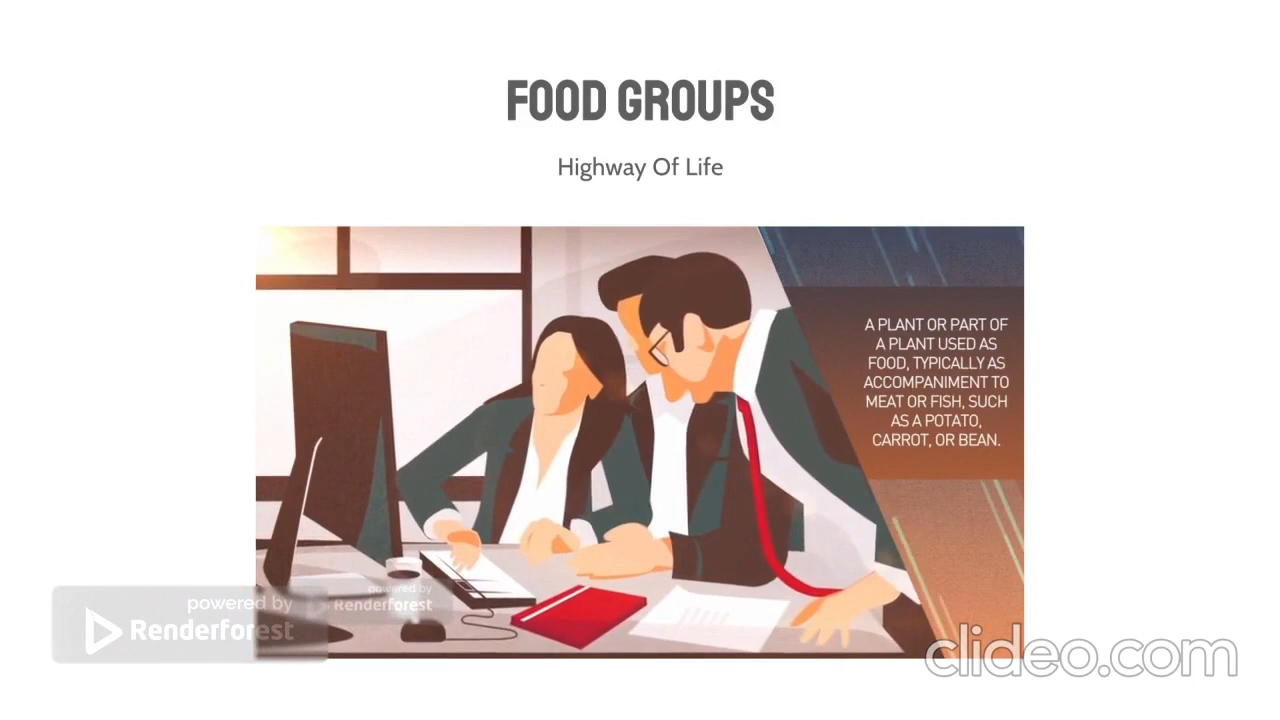 FOOD GROUPS
Highway Of Life
A PLANT OR PART OF
A PLANT USED AS
FOOD, TYPICALLY AS
ACCOMPANIMENT TO
MEAT OR FISH, SUCH
AS A POTATO,
CARROT, OR BEAN.
powered by
Renderforest
powered by
Renderforest
clideo.com